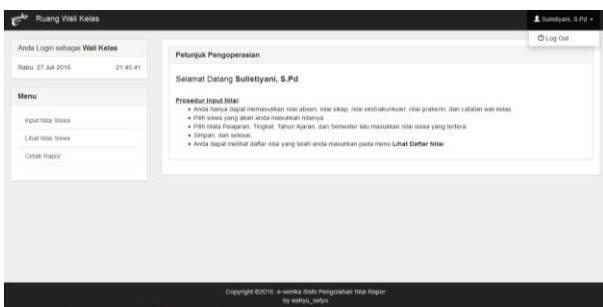 Ruang Wali Kelas
Sulistiyani, S.Pd
Log Out
Anda Login sebagai Wali Kelas
Rabu, 27 Juli 2016 21:45:41
Menu
Input Nilai Siswa
Lihat Nilai Siswa
Cetak Rapor
Petunjuk Pengoperasian
Selamat Datang Sulistiyani, S.Pd
Prosedur Input Nilai:
Anda hanya dapat memasukkan nilai absen, nilai sikap, nilai ekstrakurikuler, nilai prakerin, dan catatan wali kelas.
Pilih siswa yang akan anda masukkan nilainya.
Pilih Mata Pelajaran, Tingkat, Tahun Ajaran, dan Semester lalu masukkan nilai siswa yang tertera.
Simpan, dan selesai.
Anda dapat melihat daftar nilai yang telah anda masukkan pada menu Lihat Daftar Nilai
Copyright ©2016. e-semka Sisfo Pengolahan Nilai Rapor
by wahyu_setyo